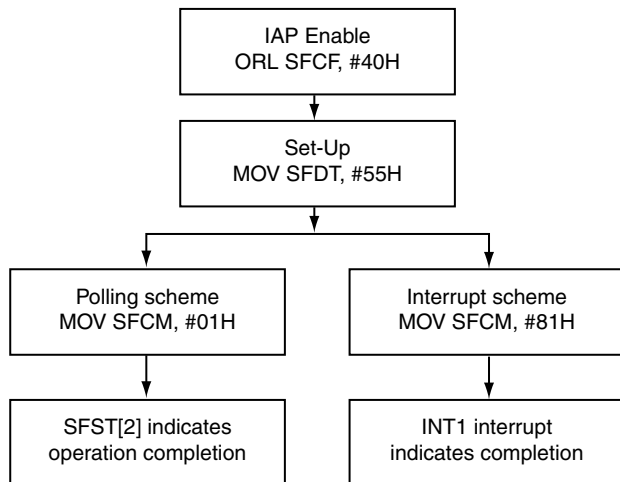 IAP Enable
ORL SFCF, #40H
Set-Up
MOV SFDT, #55H
Polling scheme
MOV SFCM, #01H
Interrupt scheme
MOV SFCM, #81H
SFST[2] indicates
operation completion
INT1 interrupt
indicates completion